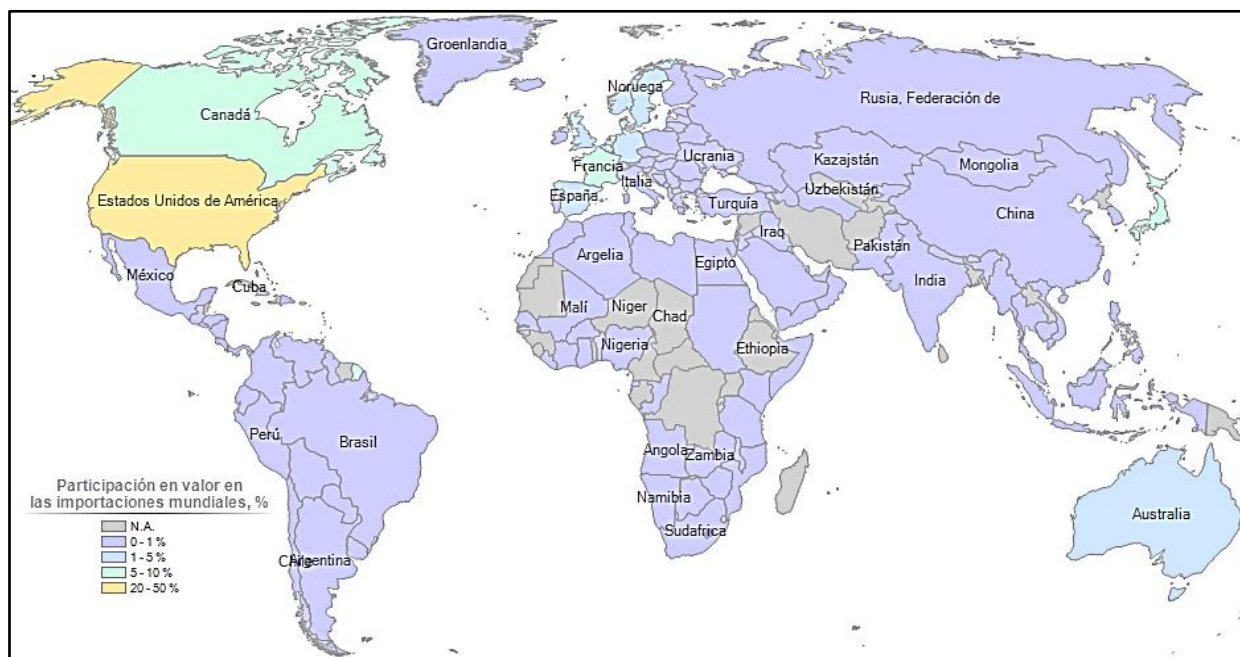 Groenlandia
Noruega
Canadá
Rusia, Federación de
Francia
Ucrania
Kazajstán
Mongolia
Italia
España
Uzbekistán
Estados Unidos de América
Turquía
China
Iraq
Pakistán
Argelia
Egipto
México
India
Cuba
Malí
Niger
Chad
Nigeria
Ethiopia
Perú
Brasil
Angola
Zambia
Namibia
Australia
Sudafrica
Chile
Argentina
Participación en valor en
las importaciones mundiales, %
N.A.
0 - 1 %
1 - 5 %
5 - 10 %
20 - 50 %